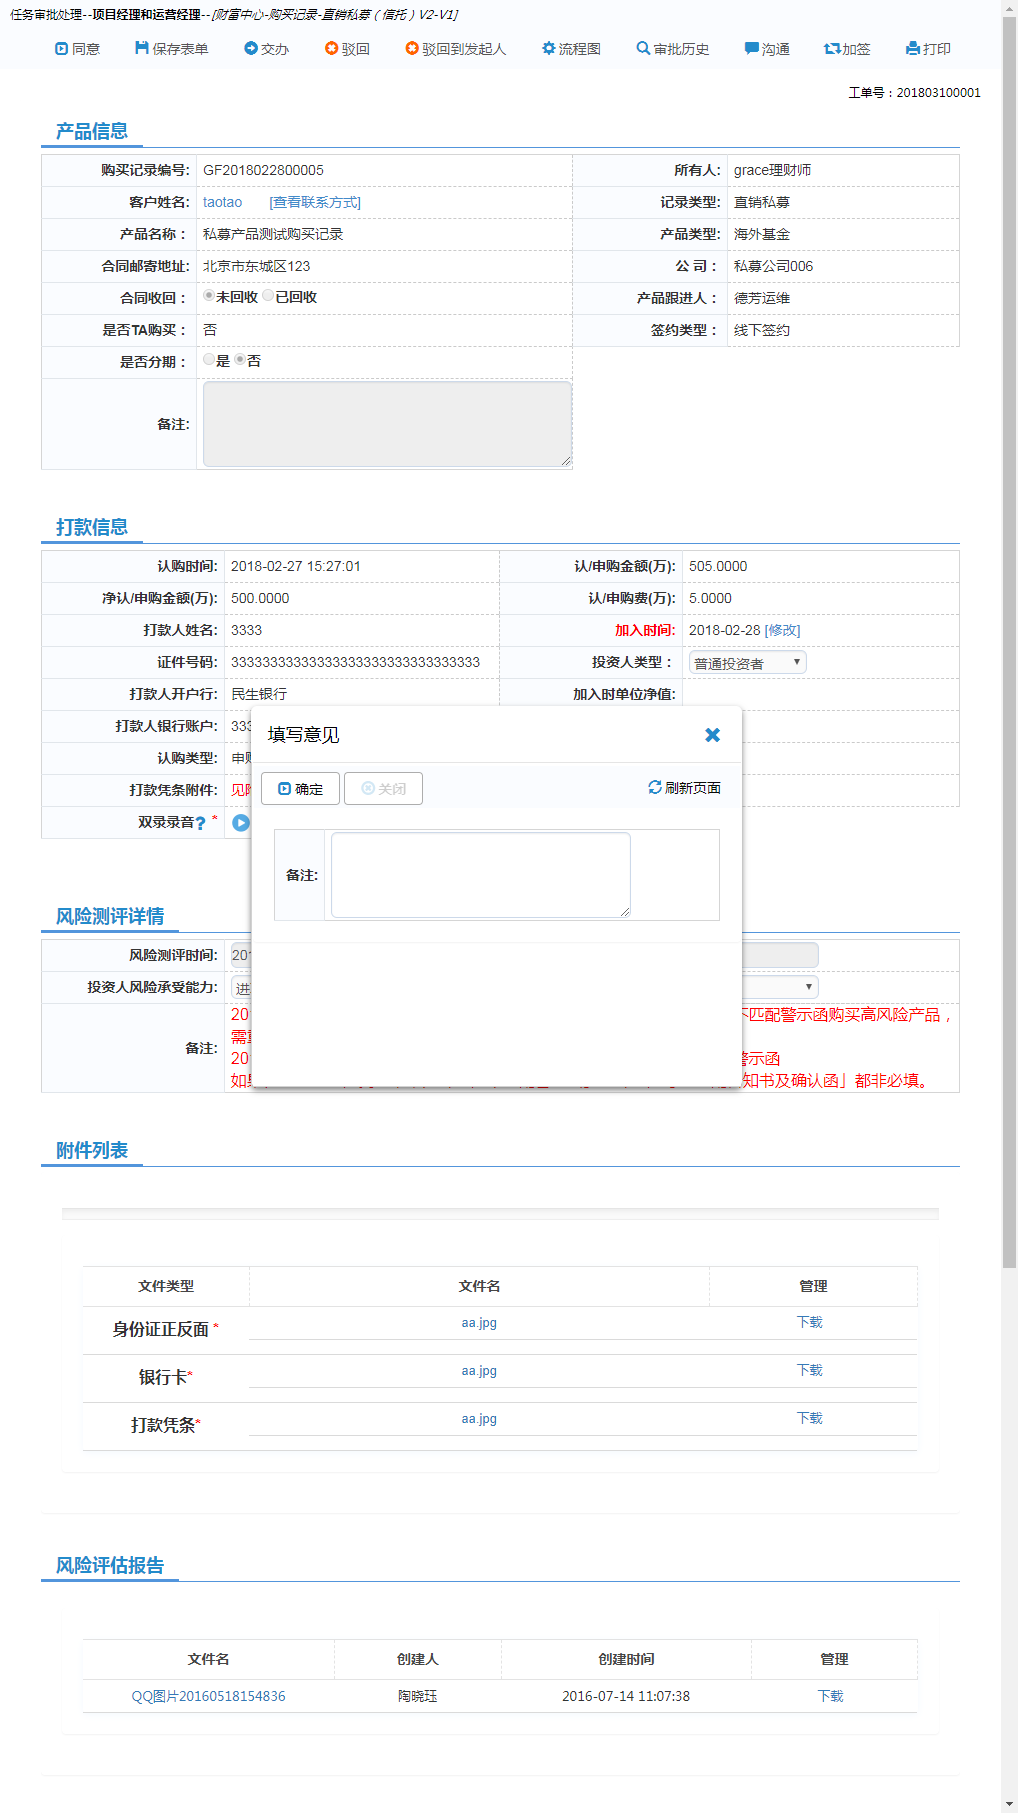 任务审批处理--项目经理和运营经理--[财富中心-购买记录-直销私募（信托）V2-V1]
同意 保存表单 交办 驳回 驳回到发起人 流程图 审批历史 沟通 加签 打印
工单号：201803100001
产品信息
购买记录编号: GF2018022800005 所有人: grace理财师
客户姓名: taotao [查看联系方式] 记录类型: 直销私募
产品名称： 私募产品测试购买记录 产品类型: 海外基金
合同邮寄地址: 北京市东城区123 公 司： 私募公司006
合同收回： 未回收 已回收 产品跟进人： 德芳运维
是否TA购买： 否 签约类型： 线下签约
是否分期： 是 否
备注:
打款信息
认购时间: 2018-02-27 15:27:01 认/申购金额(万): 505.0000
净认/申购金额(万): 500.0000 认/申购费(万): 5.0000
打款人姓名: 3333 加入时间: 2018-02-28 [修改]
证件号码: 33333333333333333333333333333333 投资人类型： 普通投资者
打款人开户行: 民生银行 加入时单位净值:
打款人银行账户: 333
认购类型: 申
打款凭条附件: 见
双录录音? *
填写意见
确定 关闭 刷新页面
备注:
风险测评详情
风险测评时间: 201
投资人风险承受能力: 进
备注: 20 匹配警示函购买高风险产品，
需
20 警示函
如 知书及确认函」都非必填。
附件列表
文件类型 文件名 管理
身份证正反面 * aa.jpg 下载
银行卡* aa.jpg 下载
打款凭条* aa.jpg 下载
风险评估报告
文件名 创建人 创建时间 管理
QQ图片20160518154836 陶晓珏 2016-07-14 11:07:38 下载